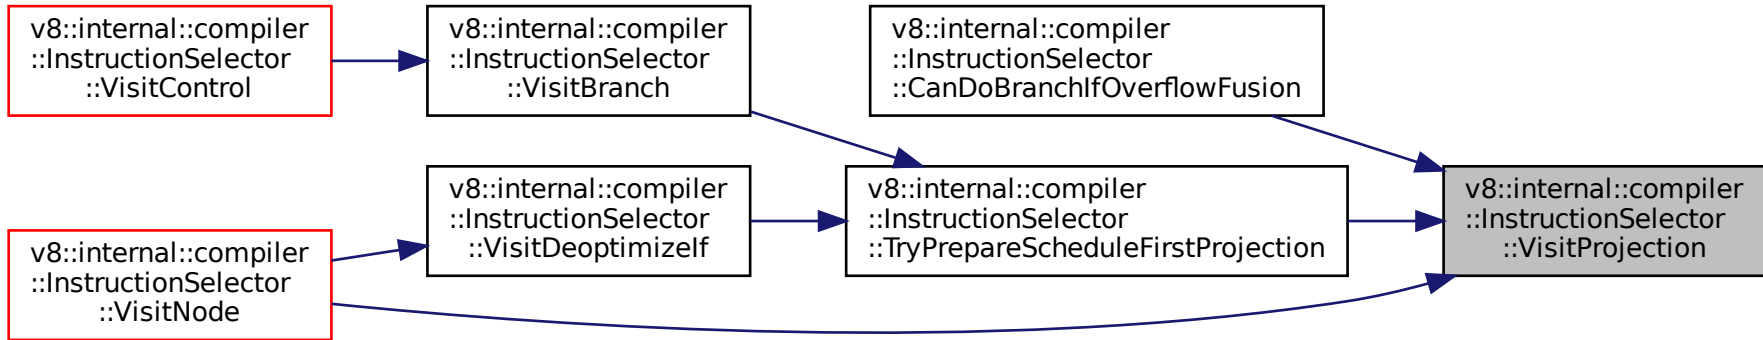 v8::internal::compiler
::InstructionSelector
::VisitControl
v8::internal::compiler
::InstructionSelector
::VisitBranch
v8::internal::compiler
::InstructionSelector
::CanDoBranchIfOverflowFusion
v8::internal::compiler
::InstructionSelector
::VisitNode
v8::internal::compiler
::InstructionSelector
::VisitDeoptimizeIf
v8::internal::compiler
::InstructionSelector
::TryPrepareScheduleFirstProjection
v8::internal::compiler
::InstructionSelector
::VisitProjection